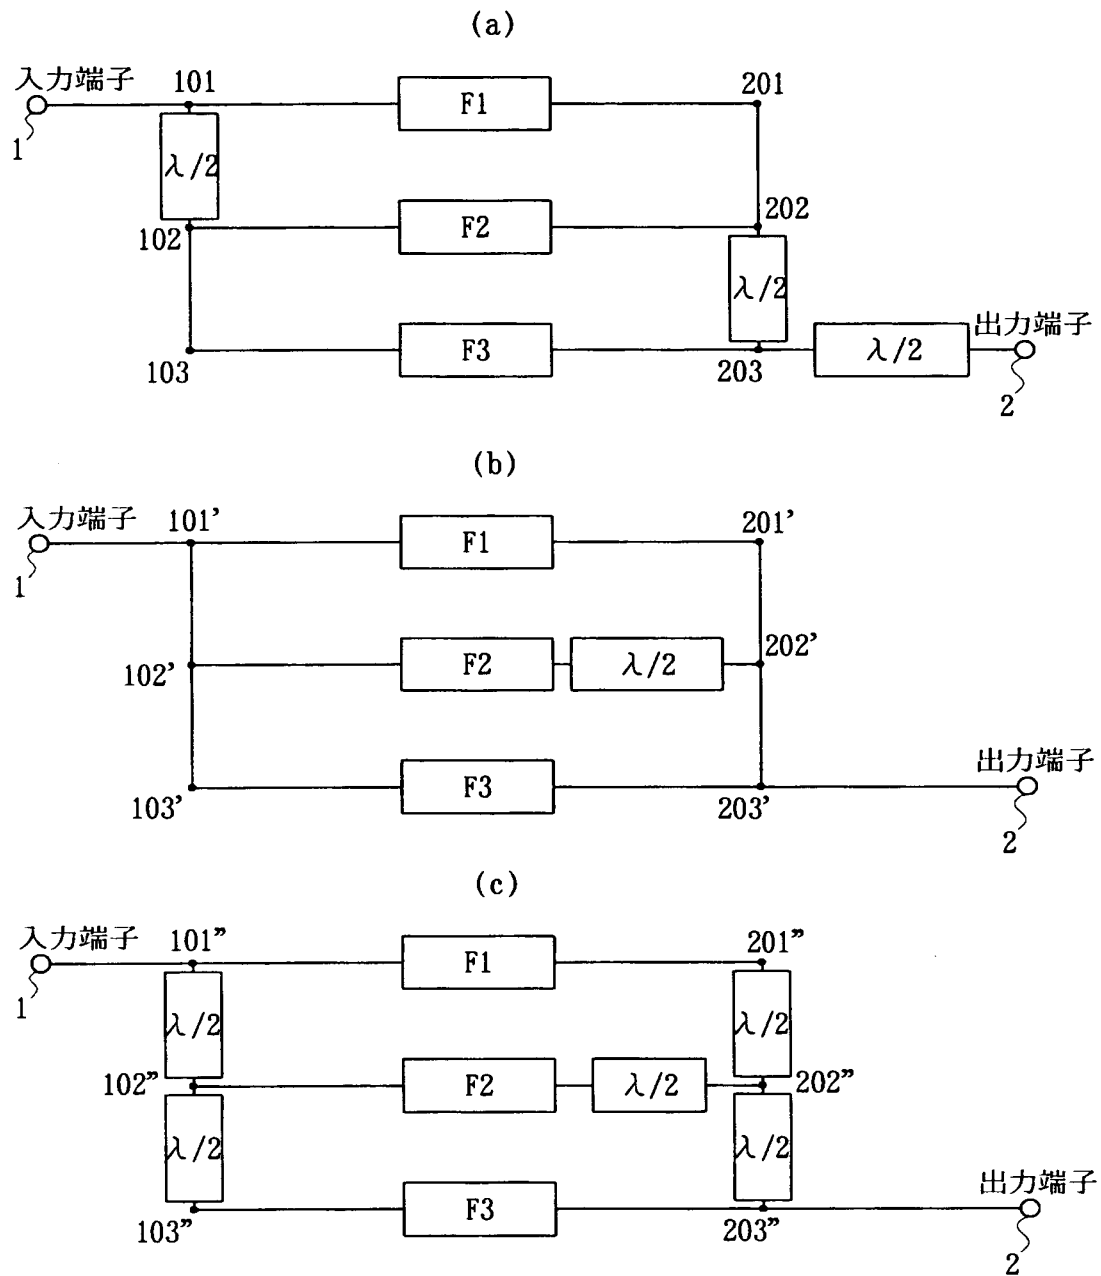 (a)
入力端子 101 F1 201
1
λ/2
102 F2 202
λ/2
出力端子
103 F3 203 λ/2
2
(b)
入力端子 101' F1 201'
1
102' F2 λ/2 202'
出力端子
103' F3 203'
2
(c)
入力端子 101” F1 201”
1
λ/2 λ/2
102” F2 λ/2 202”
λ/2 λ/2
出力端子
103” F3 203”
2